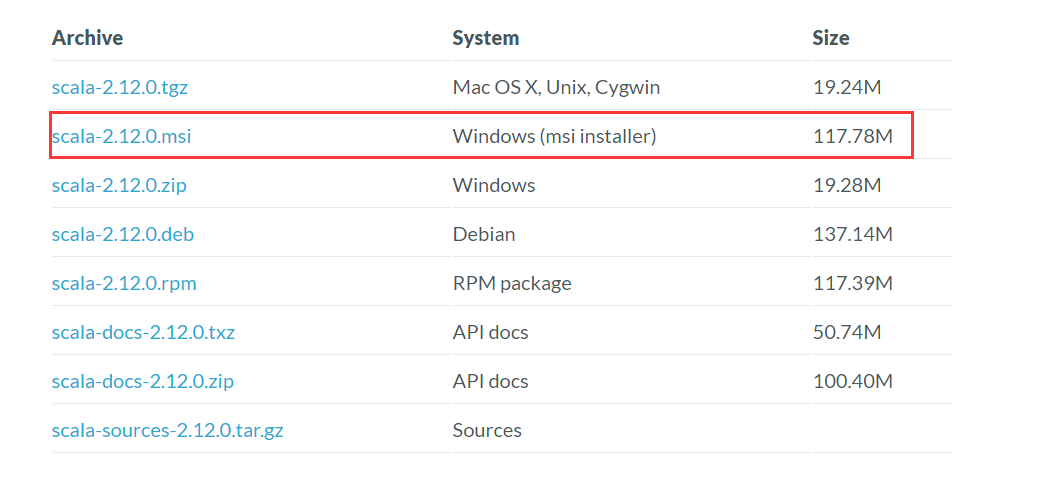 Archive System Size
scala-2.12.0.tgz Mac OS X, Unix, Cygwin 19.24M
scala-2.12.0.msi Windows (msi installer) 117.78M
scala-2.12.0.zip Windows 19.28M
scala-2.12.0.deb Debian 137.14M
scala-2.12.0.rpm RPM package 117.39M
scala-docs-2.12.0.txz API docs 50.74M
scala-docs-2.12.0.zip API docs 100.40M
scala-sources-2.12.0.tar.gz Sources